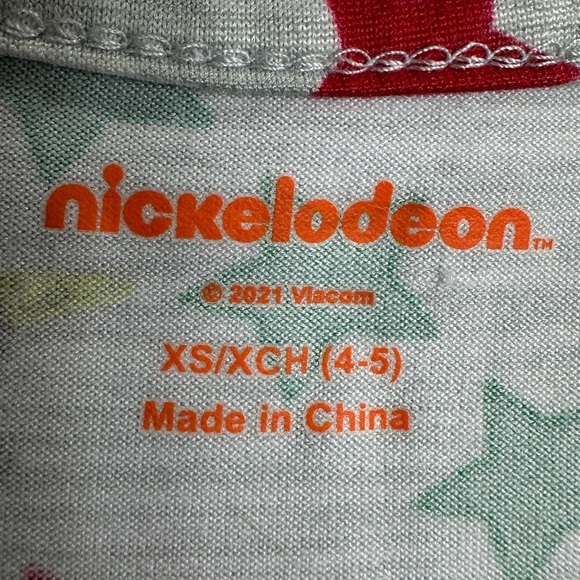 nickelodeon™
© 2021 Viacom
XS/XCH (4-5)
Made in China